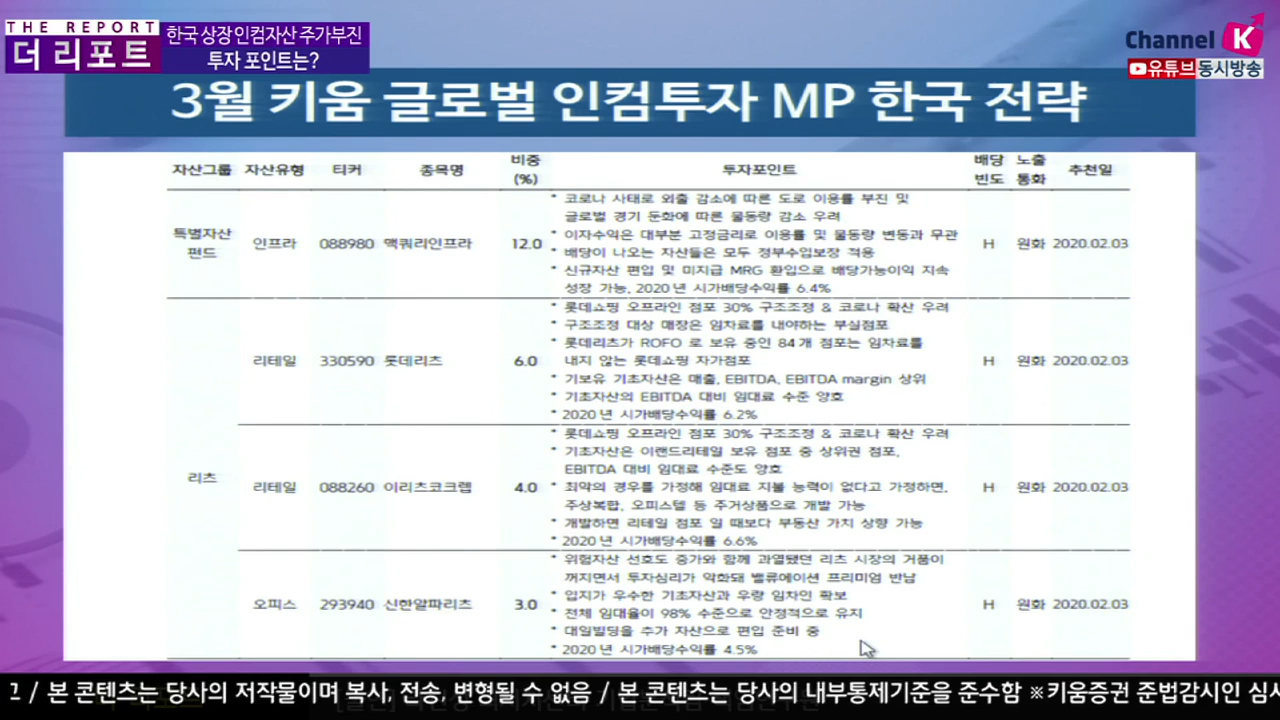 THE REPORT
더 리포트
한국 상장 인컴자산 주가부진
투자 포인트는?
Channel K
유튜브 동시방송
3월 키움 글로벌 인컴투자 MP 한국 전략
자산그룹 자산유형 티커 종목명 비중 (%) 투자포인트 배당 빈도 노출 통화 추천일
특별자산 펀드 인프라 088980 맥쿼리인프라 12.0
* 코로나 사태로 외출 감소에 따른 도로 이용률 부진 및
글로벌 경기 둔화에 따른 물동량 감소 우려
* 이자수익은 대부분 고정금리로 이용률 및 물동량 변동과 무관
* 배당이 나오는 자산들은 모두 정부수입보장 적용
* 신규자산 편입 및 미지급 MRG 환입으로 배당가능이익 지속
성장 가능, 2020년 시가배당수익률 6.4%
H 원화 2020.02.03
리츠
리테일 330590 롯데리츠 6.0
* 롯데쇼핑 오프라인 점포 30% 구조조정 & 코로나 확산 우려
* 구조조정 대상 매장은 임차료를 내야하는 부실점포
* 롯데리츠가 ROFO 로 보유 중인 84개 점포는 임차료를
내지 않는 롯데쇼핑 자가점포
* 기보유 기초자산은 매출, EBITDA, EBITDA margin 상위
* 기초자산의 EBITDA 대비 임대료 수준 양호
* 2020년 시가배당수익률 6.2%
H 원화 2020.02.03
리테일 088260 이리츠코크렙 4.0
* 롯데쇼핑 오프라인 점포 30% 구조조정 & 코로나 확산 우려
* 기초자산은 이랜드리테일 보유 점포 중 상위권 점포,
EBITDA 대비 임대료 수준도 양호
* 최악의 경우를 가정해 임대료 지불 능력이 없다고 가정하면,
주상복합, 오피스텔 등 주거상품으로 개발 가능
* 개발하면 리테일 점포 일 때보다 부동산 가치 상향 가능
* 2020년 시가배당수익률 6.6%
H 원화 2020.02.03
오피스 293940 신한알파리츠 3.0
* 위험자산 선호도 증가와 함께 과열됐던 리츠 시장의 거품이
꺼지면서 투자심리가 악화돼 밸류에이션 프리미엄 반납
* 입지가 우수한 기초자산과 우량 임차인 확보
* 전체 임대율이 98% 수준으로 안정적으로 유지
* 대일빌딩을 추가 자산으로 편입 준비 중
* 2020년 시가배당수익률 4.5%
H 원화 2020.02.03
/ 본 콘텐츠는 당사의 저작물이며 복사, 전송, 변형될 수 없음 / 본 콘텐츠는 당사의 내부통제기준을 준수함 ※키움증권 준법감시인 심사